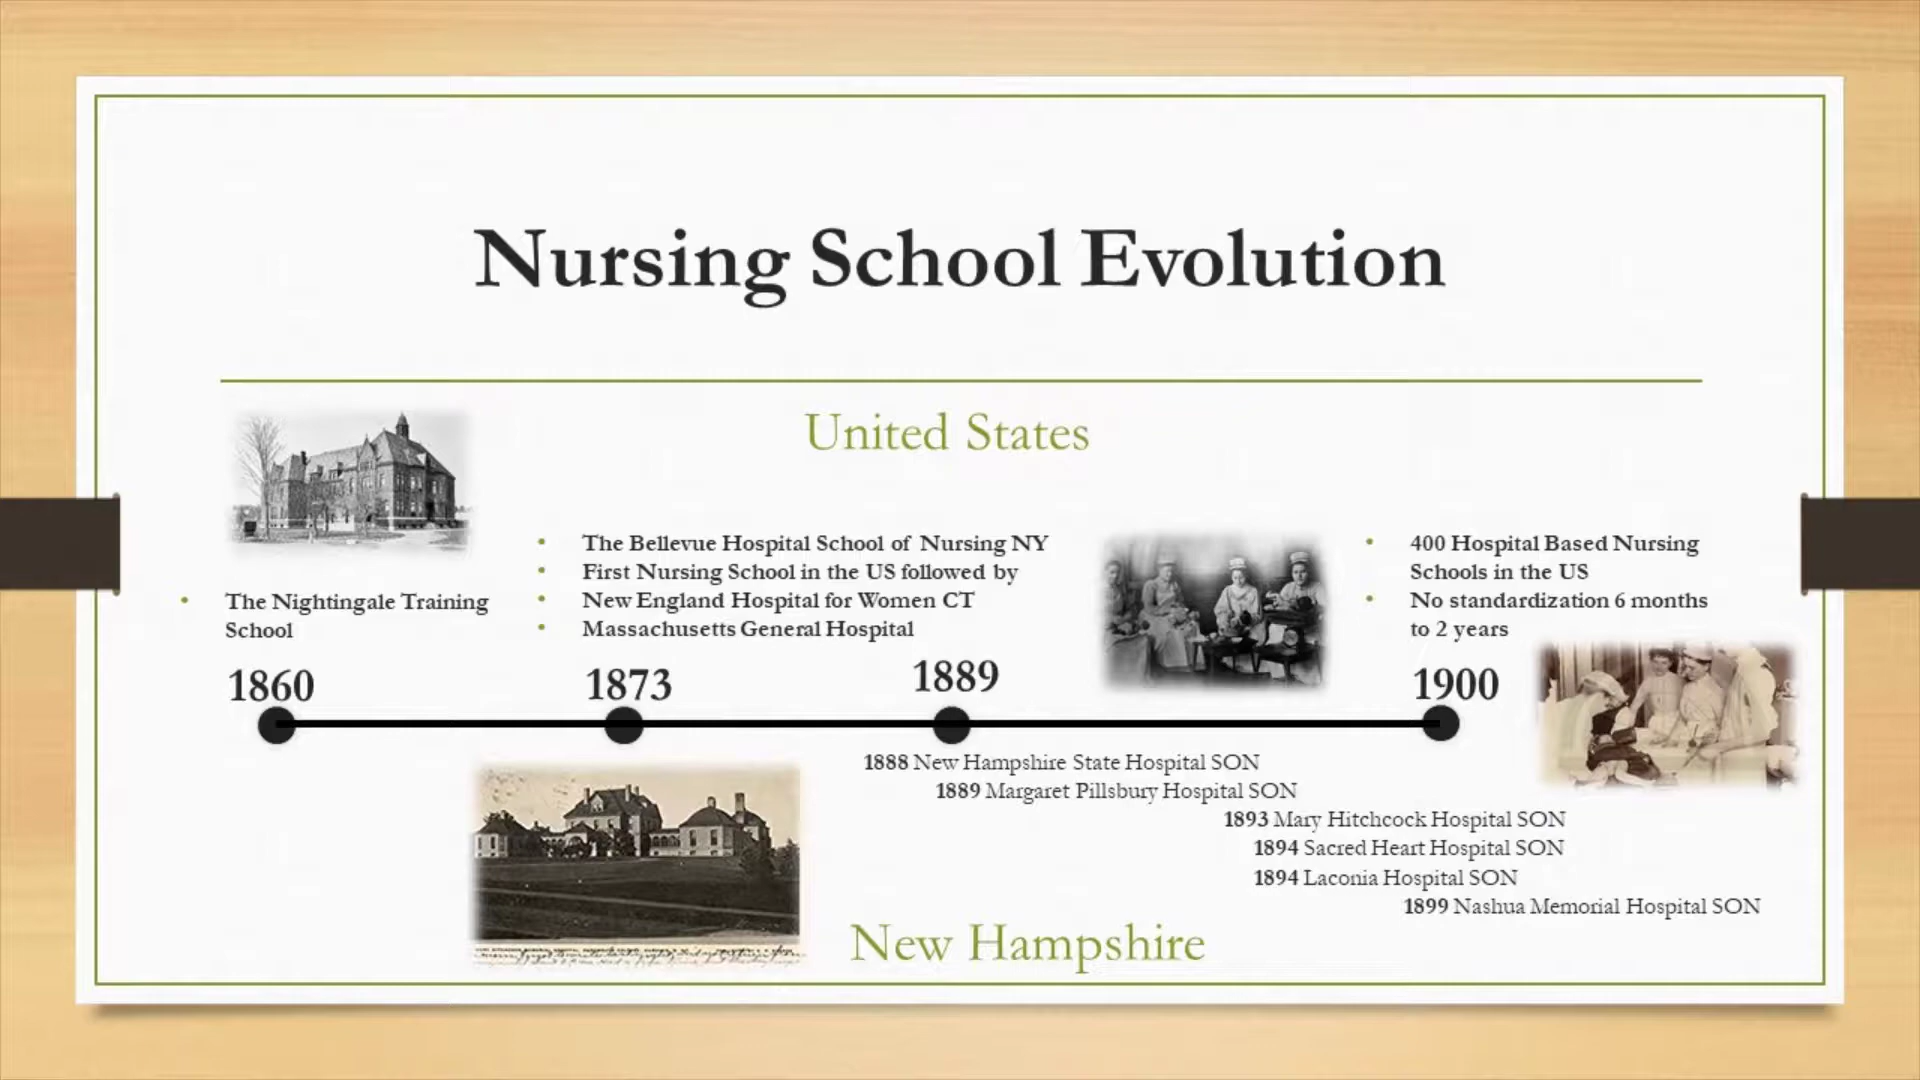 Nursing School Evolution
United States
The Nightingale Training
School
The Bellevue Hospital School of Nursing NY
First Nursing School in the US followed by
New England Hospital for Women CT
Massachusetts General Hospital
400 Hospital Based Nursing
Schools in the US
No standardization 6 months
to 2 years
1860
1873
1889
1900
1888 New Hampshire State Hospital SON
1889 Margaret Pillsbury Hospital SON
1893 Mary Hitchcock Hospital SON
1894 Sacred Heart Hospital SON
1894 Laconia Hospital SON
1899 Nashua Memorial Hospital SON
New Hampshire